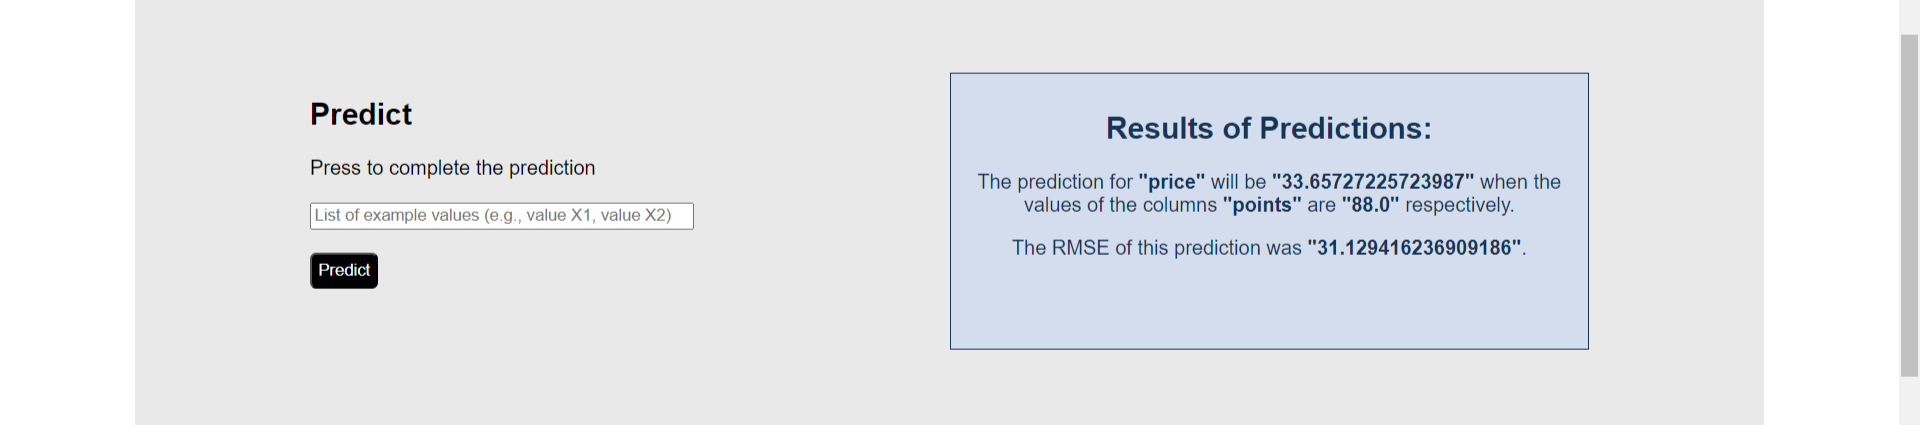 Predict
Press to complete the prediction
List of example values (e.g., value X1, value X2)
Predict
Results of Predictions:
The prediction for "price" will be "33.65727225723987" when the
values of the columns "points" are "88.0" respectively.
The RMSE of this prediction was "31.129416236909186".